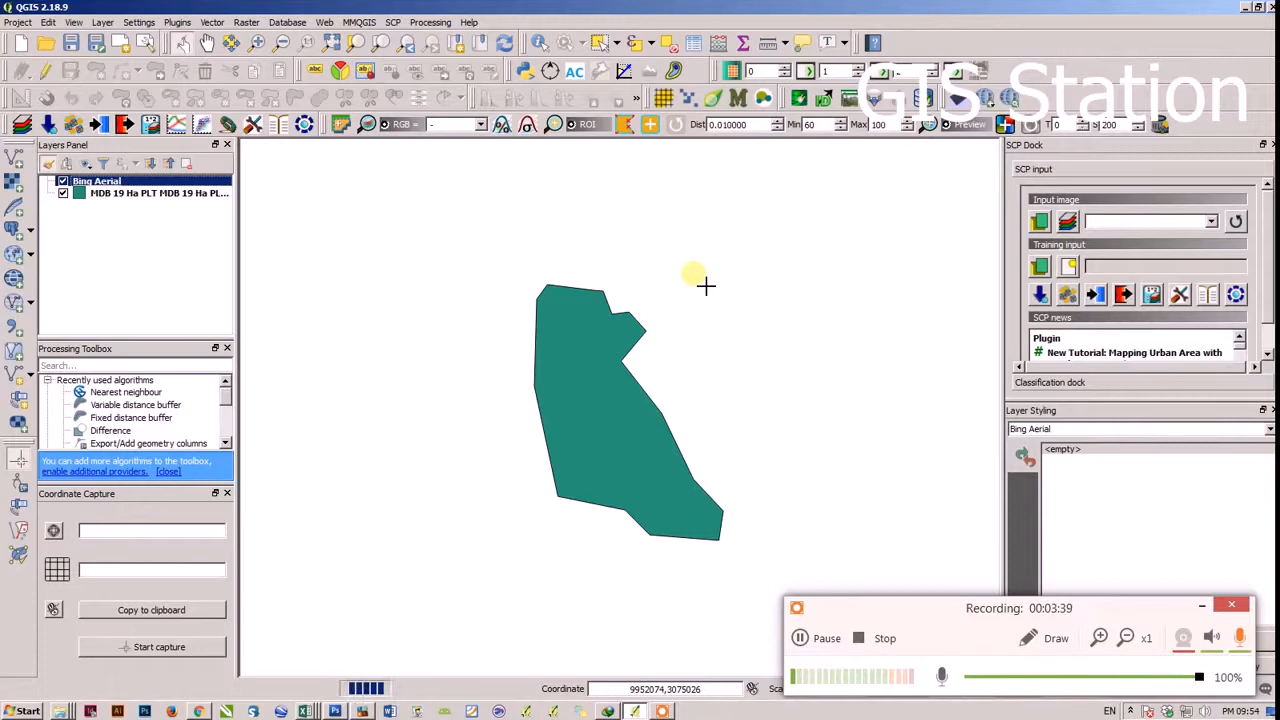 QGIS 2.18.9
Project Edit View Layer Settings Plugins Vector Raster Database Web MMQGIS SCP Processing Help
GIS Station
0
1
RGB = -
ROI
Dist 0.010000 Min 60 Max 100
Preview
T 0
S 200
Layers Panel
Bing Aerial
MDB 19 Ha PLT MDB 19 Ha PL...
Processing Toolbox
Search...
Recently used algorithms
Nearest neighbour
Variable distance buffer
Fixed distance buffer
Difference
Export/Add geometry columns
You can add more algorithms to the toolbox,
enable additional providers. [close]
Coordinate Capture
Copy to clipboard
Start capture
SCP Dock
SCP input
Input image
Training input
SCP news
Plugin
# New Tutorial: Mapping Urban Area with
Classification dock
Layer Styling
Bing Aerial
<empty>
Recording: 00:03:39
Pause Stop Draw x1
100%
Coordinate 9952074,3075026
EN PM 09:54